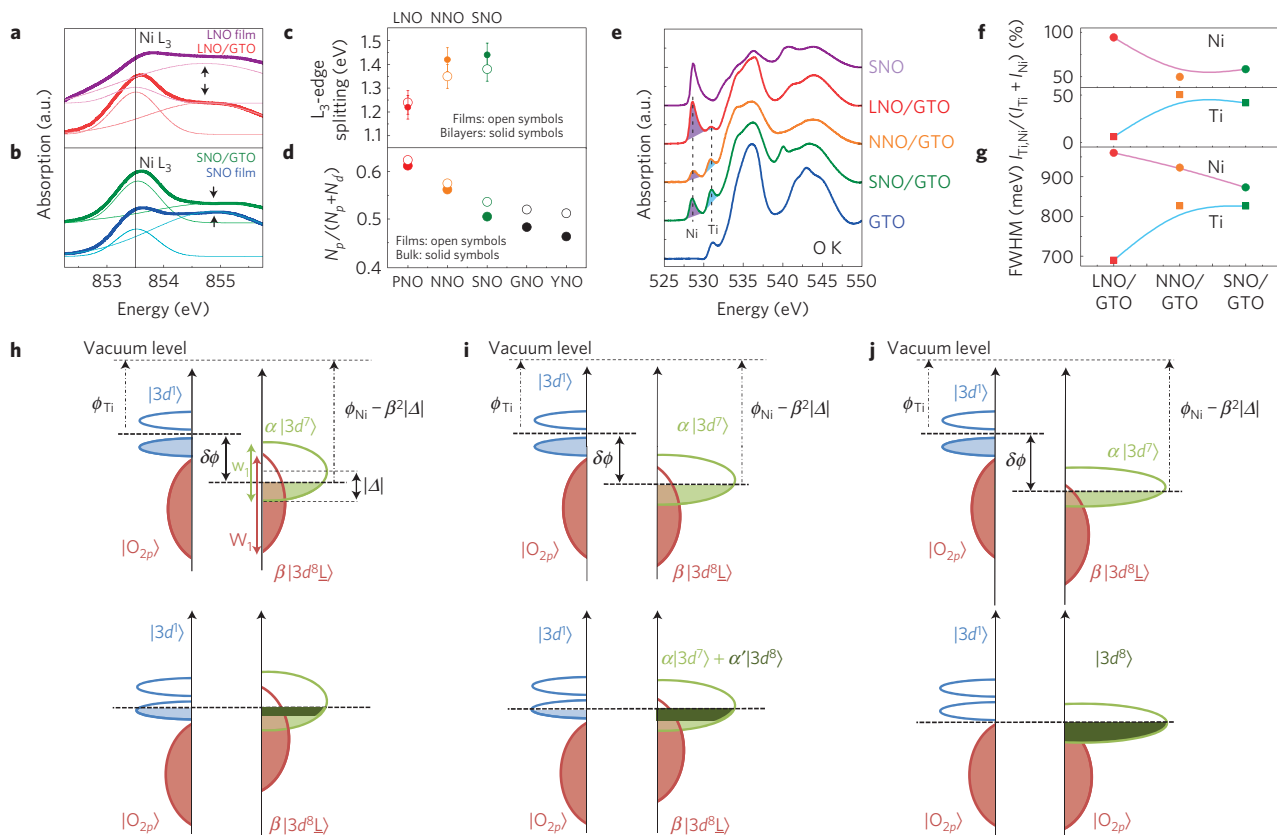 a
Ni L3
LNO film
LNO/GTO
b
Ni L3
SNO/GTO
SNO film
Absorption (a.u.)
853
854
855
Energy (eV)
c
LNO
NNO
SNO
L3-edge
splitting (eV)
1.5
1.4
1.3
1.2
1.1
Films: open symbols
Bilayers: solid symbols
d
Np/(Np+Nd)
0.6
0.5
0.4
Films: open symbols
Bulk: solid symbols
PNO
NNO
SNO
GNO
YNO
e
Absorption (a.u.)
SNO
LNO/GTO
NNO/GTO
SNO/GTO
GTO
Ni
Ti
O K
525
530
535
540
545
550
Energy (eV)
f
ITi,Ni/(ITi + INi) (%)
100
50
Ni
50
0
Ti
g
FWHM (meV)
900
800
700
Ni
Ti
LNO/
GTO
NNO/
GTO
SNO/
GTO
h
Vacuum level
|3d¹⟩
ϕTi
ϕNi − β²|Δ|
α|3d⁷⟩
δϕ
w1
|Δ|
W1
|O2p⟩
β|3d⁸L̲⟩
|3d¹⟩
|O2p⟩
β|3d⁸L̲⟩
i
Vacuum level
|3d¹⟩
ϕTi
ϕNi − β²|Δ|
α|3d⁷⟩
δϕ
|O2p⟩
β|3d⁸L̲⟩
|3d¹⟩
α|3d⁷⟩ + α′|3d⁸⟩
|O2p⟩
β|3d⁸L̲⟩
j
Vacuum level
|3d¹⟩
ϕTi
ϕNi − β²|Δ|
α|3d⁷⟩
δϕ
|O2p⟩
β|3d⁸L̲⟩
|3d¹⟩
|3d⁸⟩
|O2p⟩
|O2p⟩